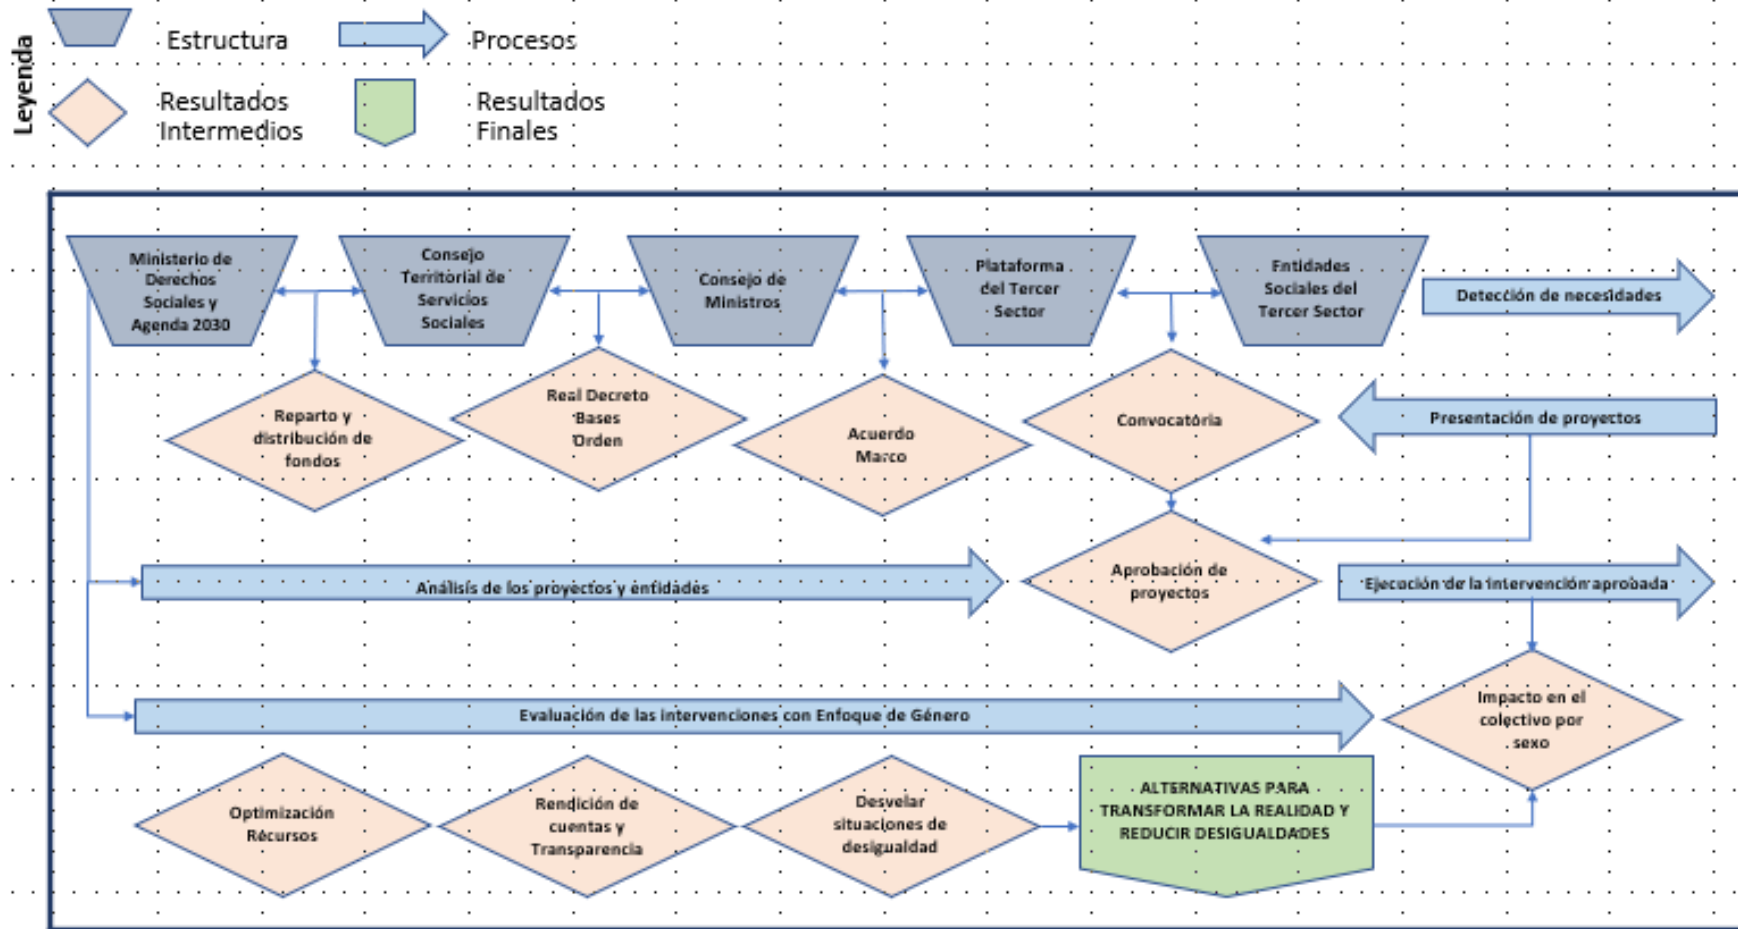 Leyenda
Estructura
Procesos
Resultados
Intermedios
Resultados
Finales
Ministerio de
Derechos
Sociales y
Agenda 2030
Consejo
Territorial de
Servicios
Sociales
Consejo de
Ministros
Plataforma
del Tercer
Sector
Entidades
Sociales del
Tercer Sector
Detección de necesidades
Reparto y
distribución de
fondos
Real Decreto
Bases
Orden
Acuerdo
Marco
Convocatória
Presentación de proyectos
Análisis de los proyectos y entidades
Aprobación de
proyectos
Ejecución de la intervención aprobada
Evaluación de las intervenciones con Enfoque de Género
Impacto en el
colectivo por
sexo
Optimización
Recursos
Rendición de
cuentas y
Transparencia
Desvelar
situaciones de
desigualdad
ALTERNATIVAS PARA
TRANSFORMAR LA REALIDAD Y
REDUCIR DESIGUALDADES